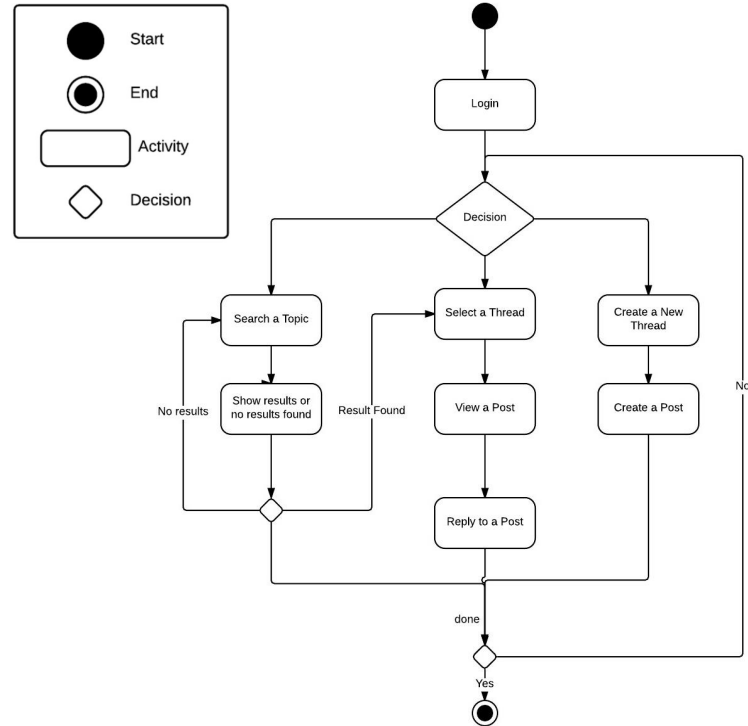 Start
End
Activity
Decision
Login
Decision
Search a Topic
Select a Thread
Create a New
Thread
Show results or
no results found
View a Post
Create a Post
No results
Result Found
No
Reply to a Post
done
Yes